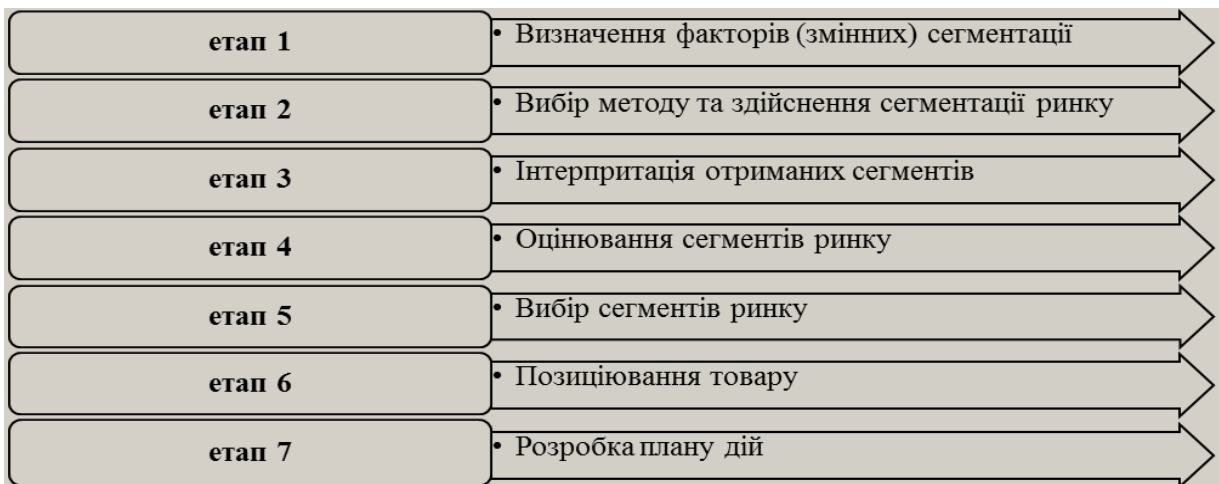 етап 1
• Визначення факторів (змінних) сегментації
етап 2
• Вибір методу та здійснення сегментації ринку
етап 3
• Інтерпритація отриманих сегментів
етап 4
• Оцінювання сегментів ринку
етап 5
• Вибір сегментів ринку
етап 6
• Позиціювання товару
етап 7
• Розробка плану дій